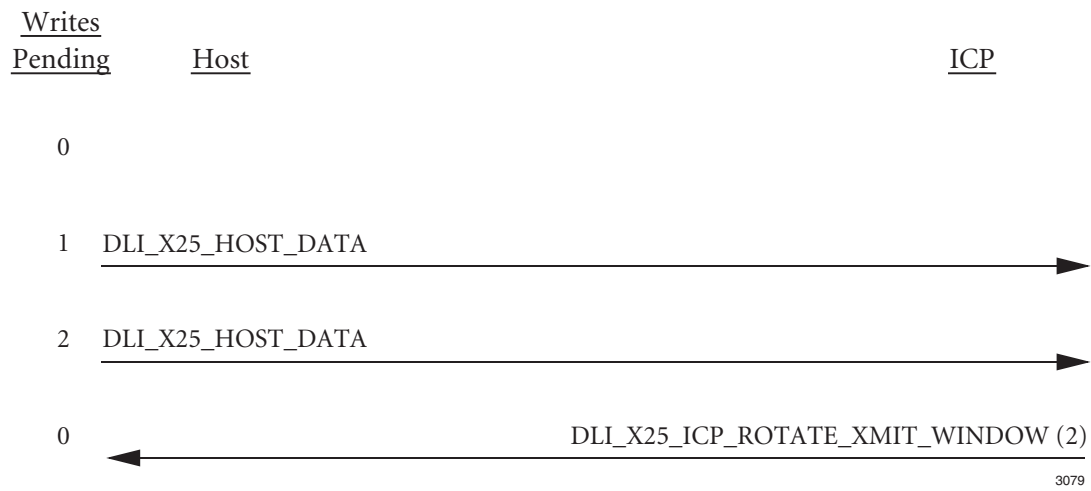 Writes
Pending Host ICP
0
1 DLI_X25_HOST_DATA
2 DLI_X25_HOST_DATA
0 DLI_X25_ICP_ROTATE_XMIT_WINDOW (2)
3079